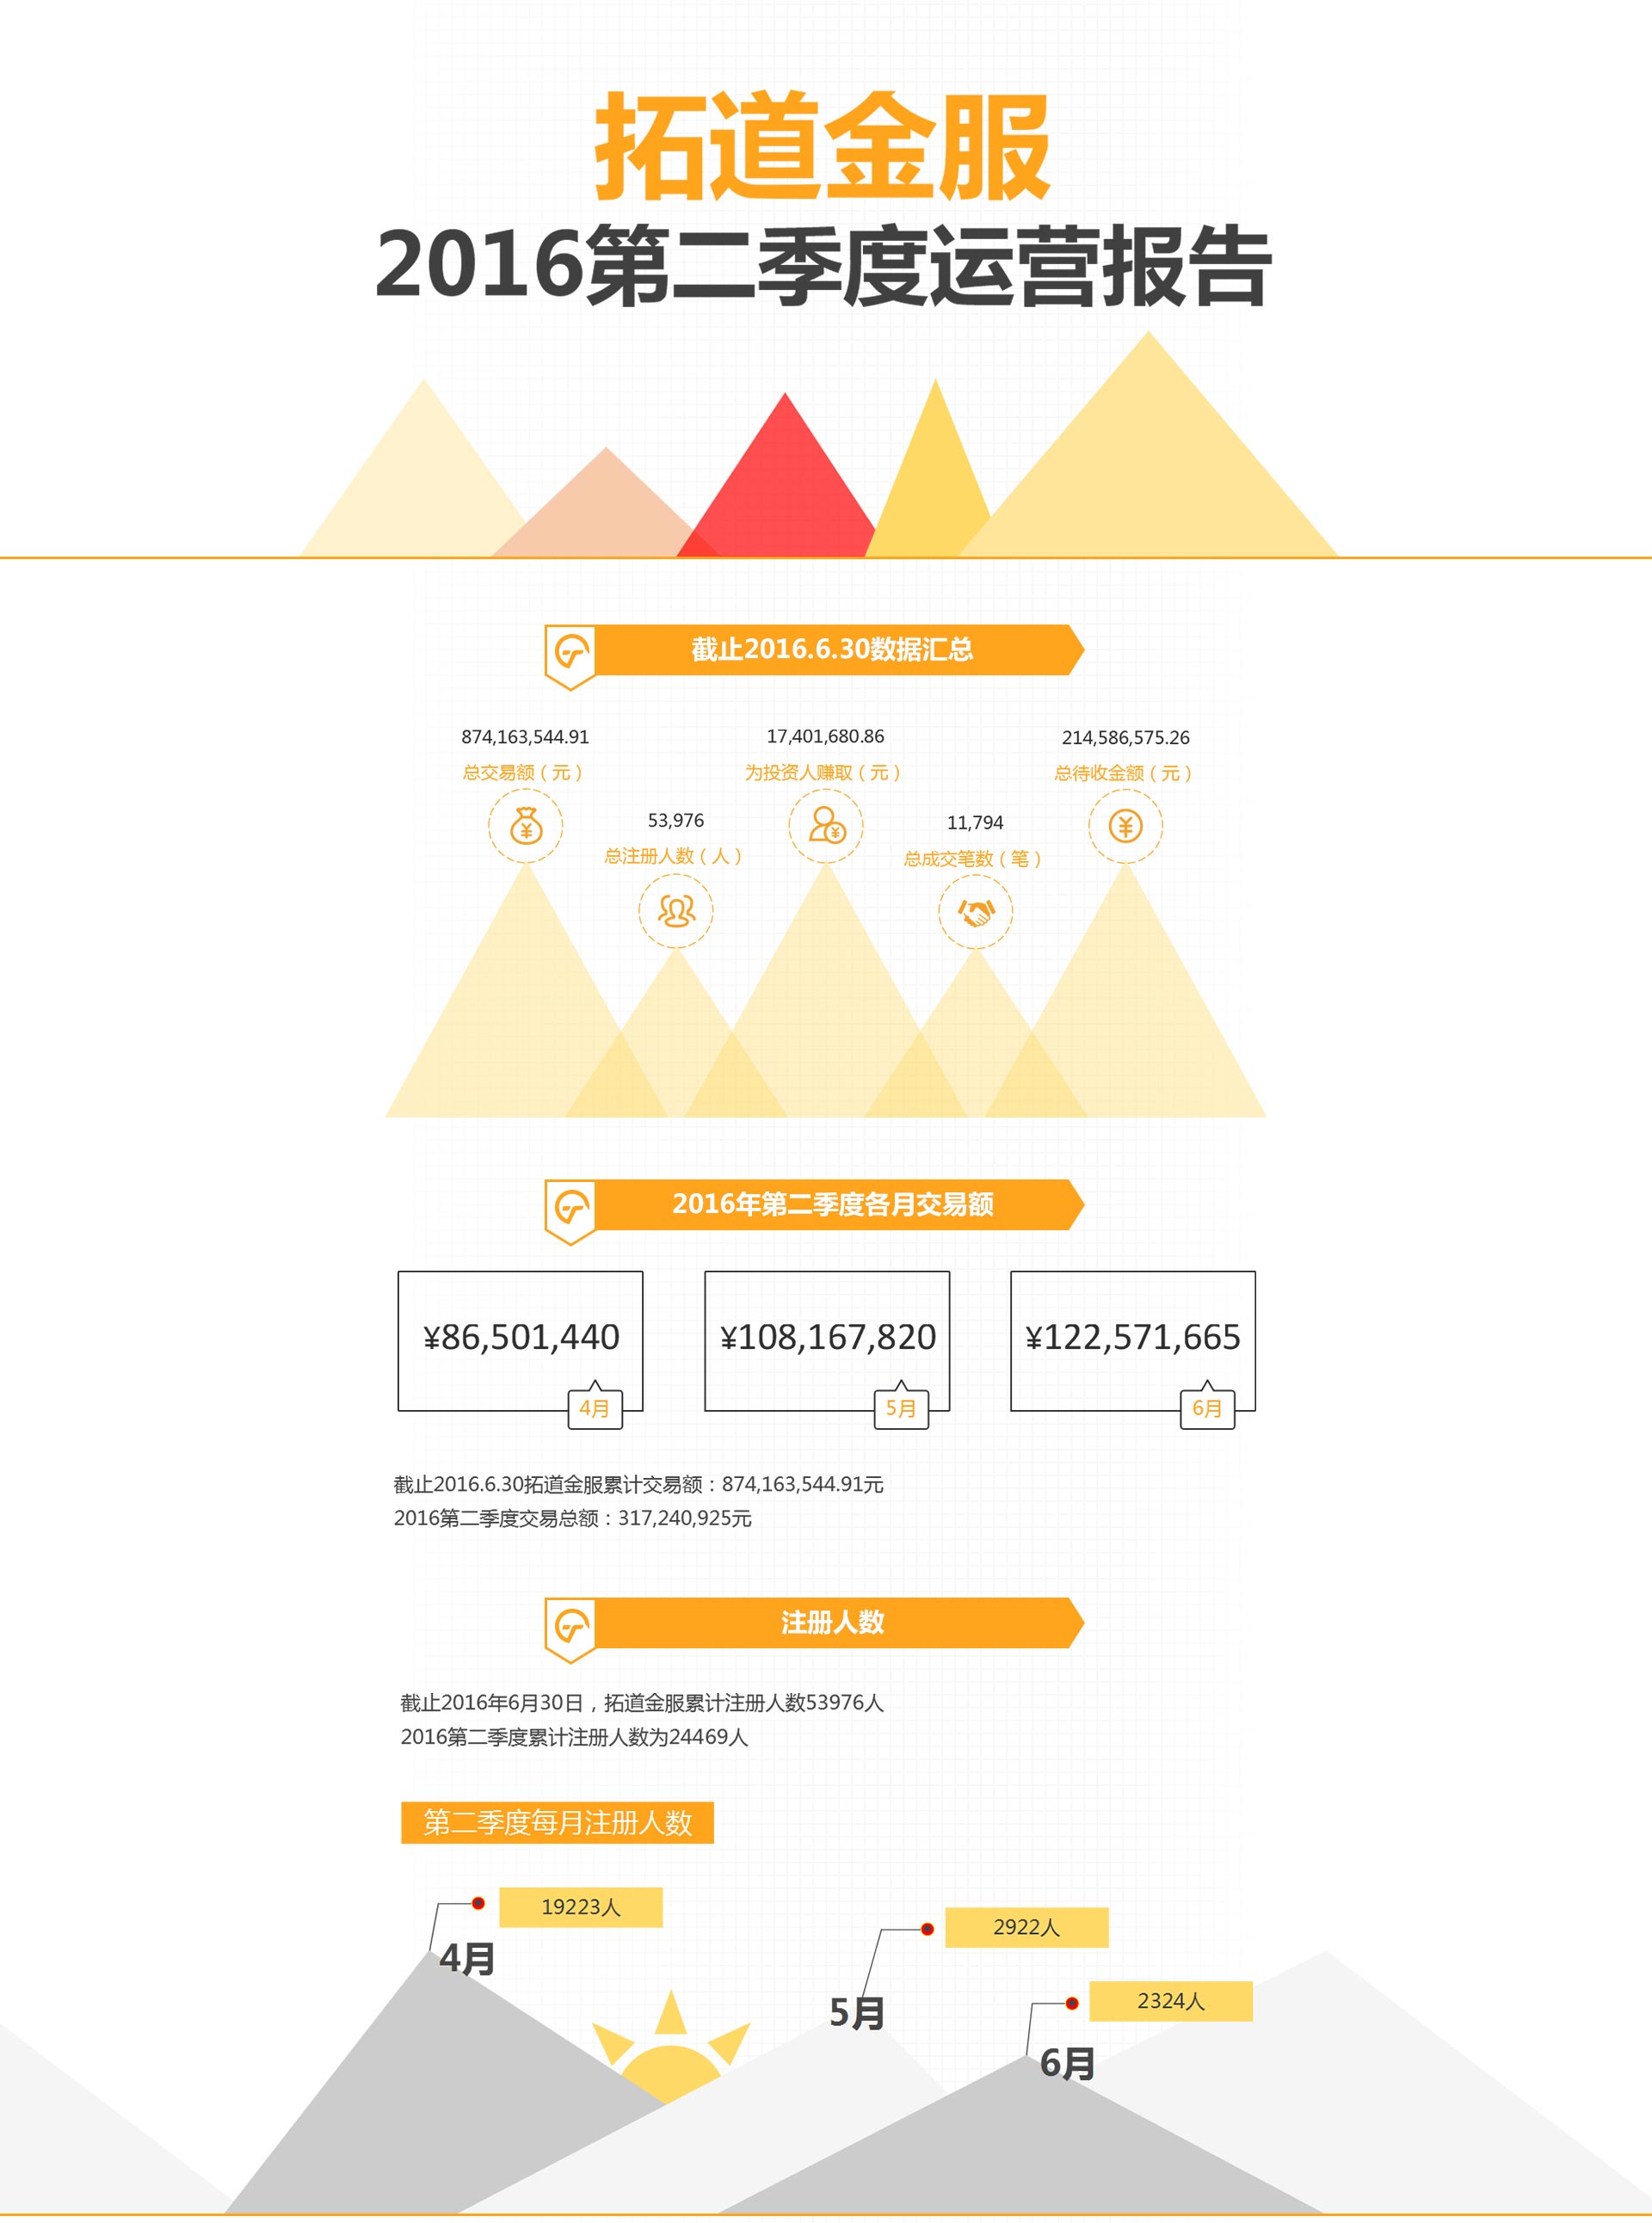 拓道金服
2016第二季度运营报告
截止2016.6.30数据汇总
874,163,544.91
总交易额（元）
53,976
总注册人数（人）
17,401,680.86
为投资人赚取（元）
11,794
总成交笔数（笔）
214,586,575.26
总待收金额（元）
2016年第二季度各月交易额
¥86,501,440
4月
¥108,167,820
5月
¥122,571,665
6月
截止2016.6.30拓道金服累计交易额：874,163,544.91元
2016第二季度交易总额：317,240,925元
注册人数
截止2016年6月30日，拓道金服累计注册人数53976人
2016第二季度累计注册人数为24469人
第二季度每月注册人数
19223人
4月
2922人
5月
2324人
6月